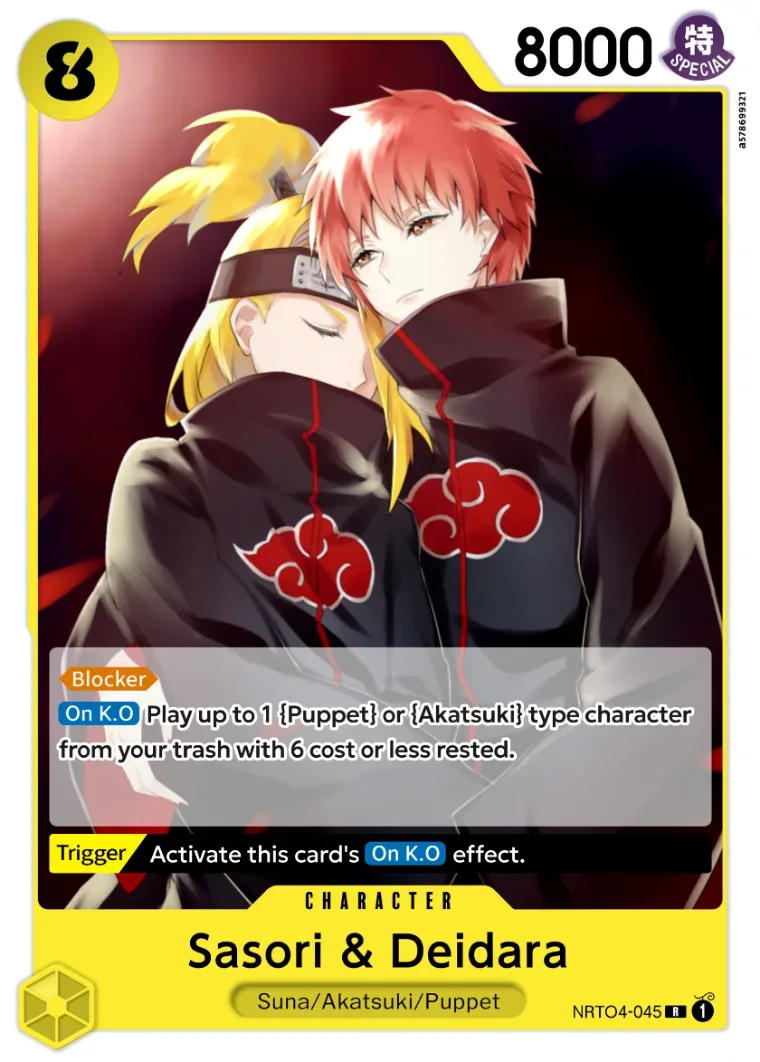 8
8000
特
SPECIAL
a578699321
Blocker
On K.O Play up to 1 {Puppet} or {Akatsuki} type character
from your trash with 6 cost or less rested.
Trigger Activate this card's On K.O effect.
CHARACTER
Sasori & Deidara
Suna/Akatsuki/Puppet
NRTO4-045 R 1